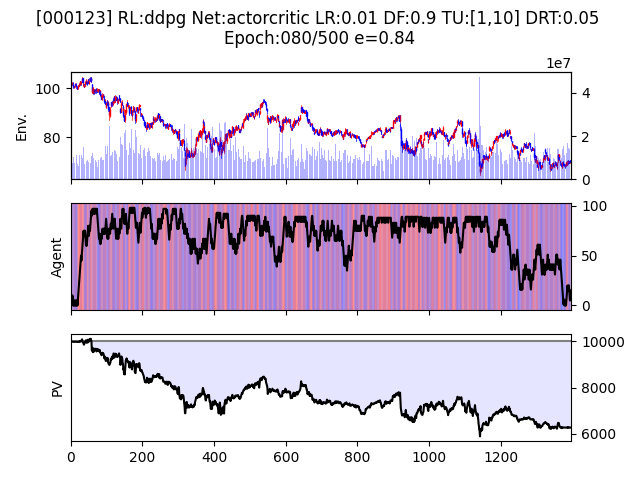 [000123] RL:ddpg Net:actorcritic LR:0.01 DF:0.9 TU:[1,10] DRT:0.05
Epoch:080/500 e=0.84
1e7
100
80
Env.
4
2
0
Agent
100
50
0
PV
10000
8000
6000
0 200 400 600 800 1000 1200